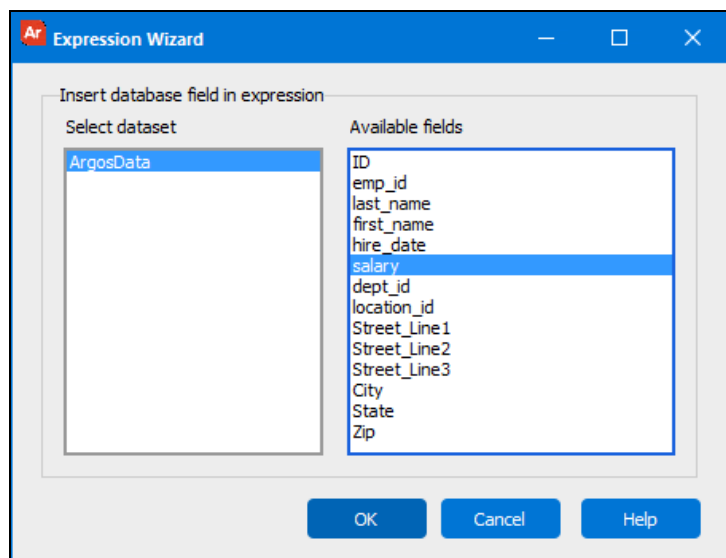 Ar Expression Wizard
Insert database field in expression
Select dataset
Available fields
ArgosData
ID
emp_id
last_name
first_name
hire_date
salary
dept_id
location_id
Street_Line1
Street_Line2
Street_Line3
City
State
Zip
OK
Cancel
Help